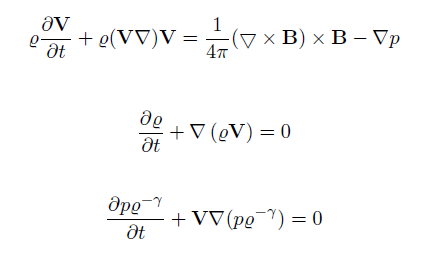 ϱ ∂𝐕/∂t + ϱ(𝐕∇)𝐕 = 1/4π (▽ × 𝐁) × 𝐁 − ∇p
∂ϱ/∂t + ∇ (ϱ𝐕) = 0
∂pϱ^{−γ}/∂t + 𝐕∇(pϱ^{−γ}) = 0